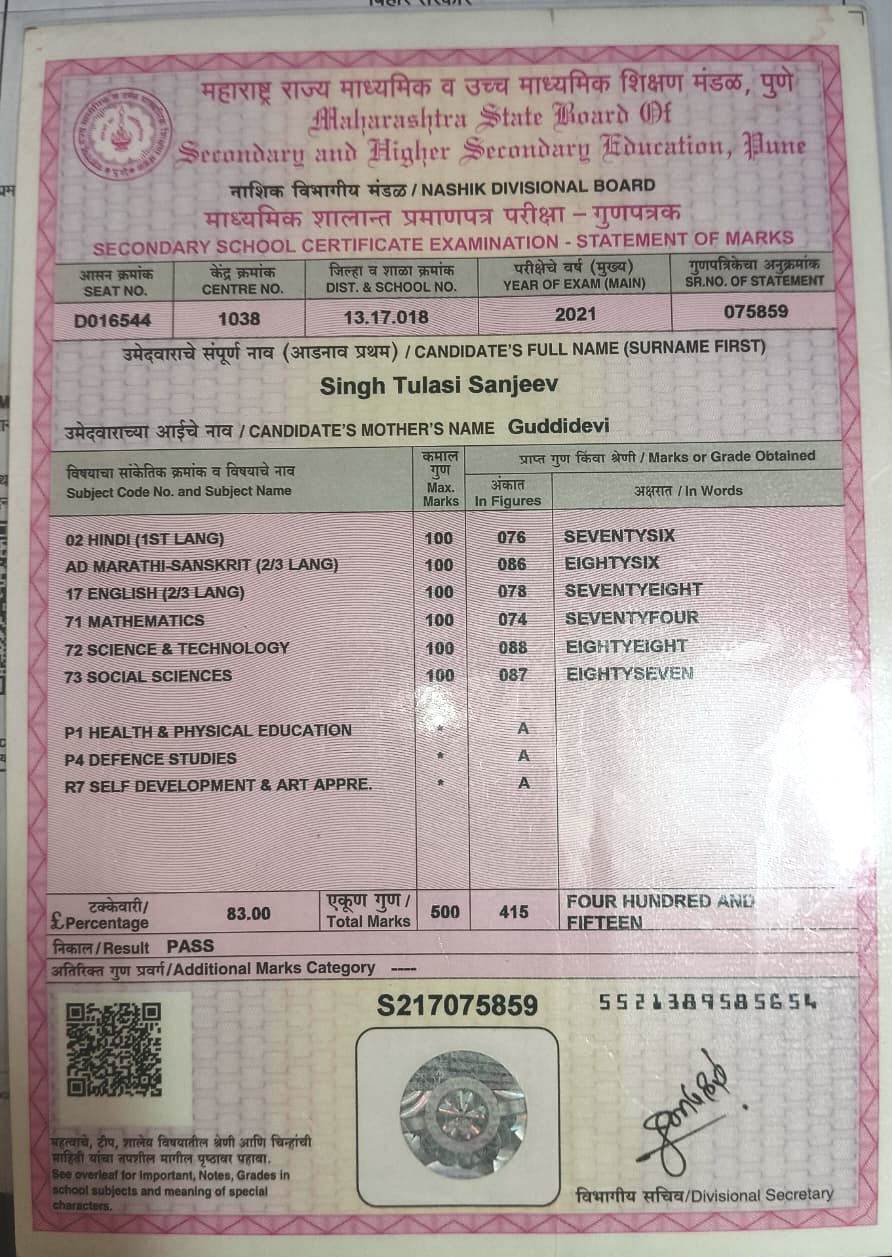 बिहार सरकार
महाराष्ट्र राज्य माध्यमिक व उच्च माध्यमिक शिक्षण मंडळ, पुणे
Maharashtra State Board Of
Secondary and Higher Secondary Education, Pune
नाशिक विभागीय मंडळ / NASHIK DIVISIONAL BOARD
माध्यमिक शालान्त प्रमाणपत्र परीक्षा – गुणपत्रक
SECONDARY SCHOOL CERTIFICATE EXAMINATION - STATEMENT OF MARKS
आसन क्रमांक केंद्र क्रमांक जिल्हा व शाळा क्रमांक परीक्षेचे वर्ष (मुख्य) गुणपत्रिकेचा अनुक्रमांक
SEAT NO. CENTRE NO. DIST. & SCHOOL NO. YEAR OF EXAM (MAIN) SR.NO. OF STATEMENT
D016544 1038 13.17.018 2021 075859
उमेदवाराचे संपूर्ण नाव (आडनाव प्रथम) / CANDIDATE'S FULL NAME (SURNAME FIRST)
Singh Tulasi Sanjeev
उमेदवाराच्या आईचे नाव / CANDIDATE'S MOTHER'S NAME Guddidevi
विषयाचा सांकेतिक क्रमांक व विषयाचे नाव
Subject Code No. and Subject Name
कमाल
गुण
Max.
Marks
प्राप्त गुण किंवा श्रेणी / Marks or Grade Obtained
अंकात
In Figures
अक्षरात / In Words
02 HINDI (1ST LANG) 100 076 SEVENTYSIX
AD MARATHI-SANSKRIT (2/3 LANG) 100 086 EIGHTYSIX
17 ENGLISH (2/3 LANG) 100 078 SEVENTYEIGHT
71 MATHEMATICS 100 074 SEVENTYFOUR
72 SCIENCE & TECHNOLOGY 100 088 EIGHTYEIGHT
73 SOCIAL SCIENCES 100 087 EIGHTYSEVEN
P1 HEALTH & PHYSICAL EDUCATION * A
P4 DEFENCE STUDIES * A
R7 SELF DEVELOPMENT & ART APPRE. * A
टक्केवारी/
£ Percentage 83.00
एकूण गुण /
Total Marks 500 415
FOUR HUNDRED AND
FIFTEEN
निकाल/Result PASS
अतिरिक्त गुण प्रवर्ग/Additional Marks Category ----
S217075859
5521389585654
महत्वाचे, टीप, शालेय विषयातील श्रेणी आणि चिन्हांची
माहिती यांचा तपशील मागील पृष्ठावर पहावा.
See overleaf for Important, Notes, Grades in
school subjects and meaning of special
characters.
विभागीय सचिव/Divisional Secretary